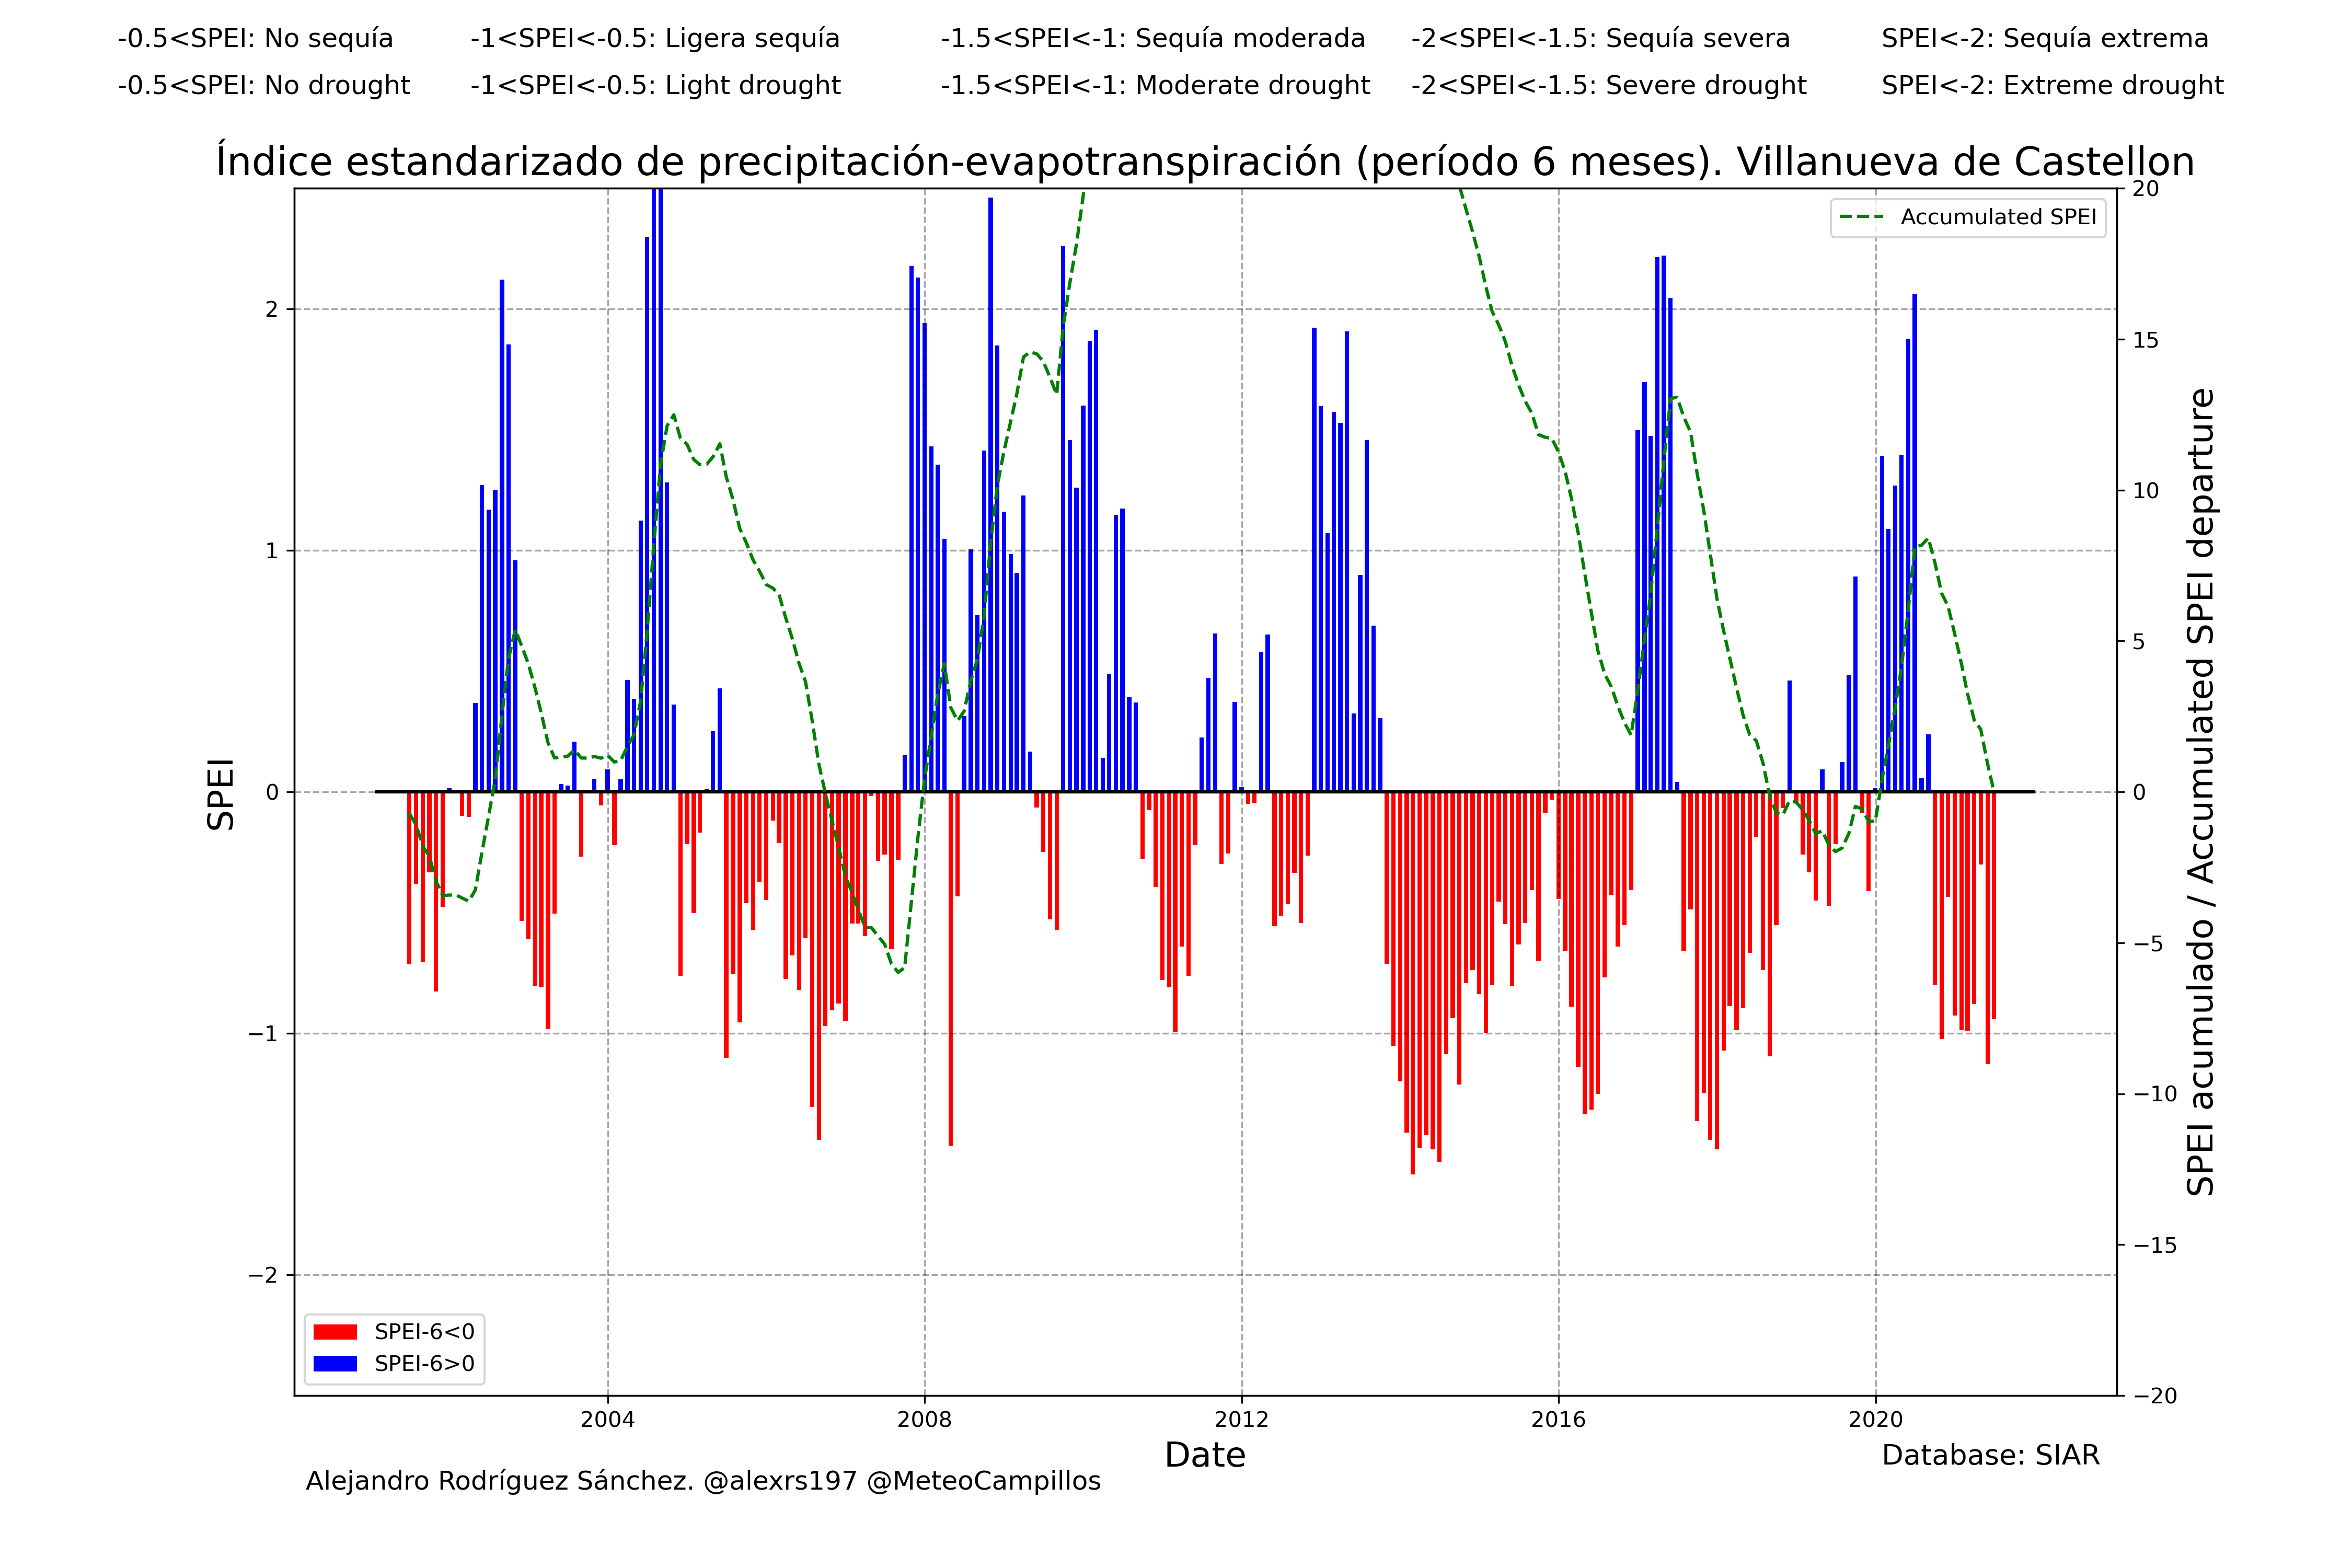 -0.5<SPEI: No sequía -1<SPEI<-0.5: Ligera sequía -1.5<SPEI<-1: Sequía moderada -2<SPEI<-1.5: Sequía severa SPEI<-2: Sequía extrema
-0.5<SPEI: No drought -1<SPEI<-0.5: Light drought -1.5<SPEI<-1: Moderate drought -2<SPEI<-1.5: Severe drought SPEI<-2: Extreme drought
Índice estandarizado de precipitación-evapotranspiración (período 6 meses). Villanueva de Castellon
Accumulated SPEI
SPEI
2
1
0
−1
−2
20
15
10
5
0
−5
−10
−15
−20
SPEI acumulado / Accumulated SPEI departure
SPEI-6<0
SPEI-6>0
2004 2008 2012 2016 2020
Date
Database: SIAR
Alejandro Rodríguez Sánchez. @alexrs197 @MeteoCampillos